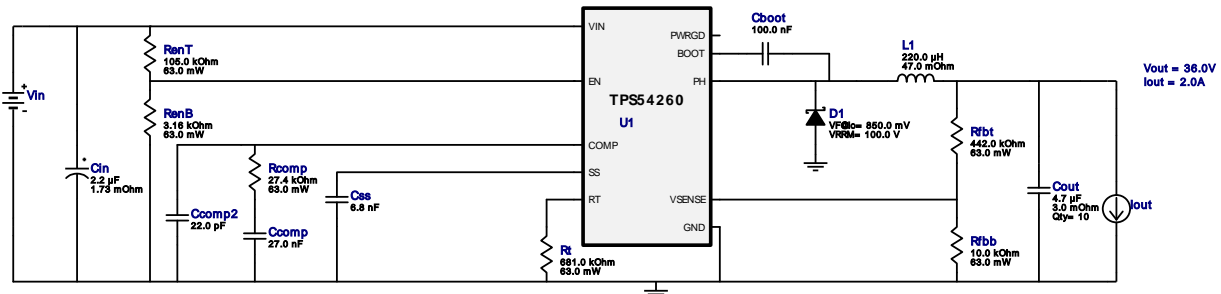 Vin
Cin
2.2 µF
1.73 mOhm
RenT
105.0 kOhm
63.0 mW
RenB
3.16 kOhm
63.0 mW
Ccomp2
22.0 pF
Rcomp
27.4 kOhm
63.0 mW
Ccomp
27.0 nF
Css
6.8 nF
Rt
681.0 kOhm
63.0 mW
VIN
EN
COMP
SS
RT
TPS54260
U1
PWRGD
BOOT
PH
VSENSE
GND
Cboot
100.0 nF
D1
= 850.0 mV
VRRM= 100.0 V
L1
220.0 µH
47.0 mOhm
Rfbt
442.0 kOhm
63.0 mW
Rfbb
10.0 kOhm
63.0 mW
Cout
4.7 µF
3.0 mOhm
Qty= 10
Iout
Vout = 36.0V
Iout = 2.0A